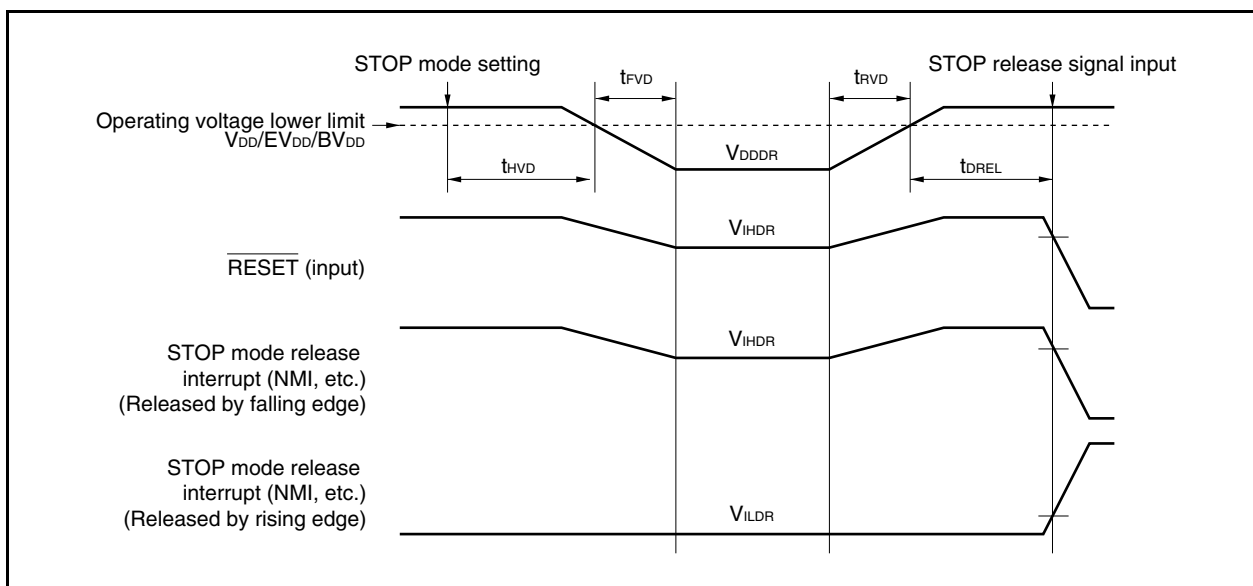 STOP mode setting
tFVD
tRVD
STOP release signal input
Operating voltage lower limit
VDD/EVDD/BVDD
tHVD
VDDDR
tDREL
VIHDR
RESET (input)
VIHDR
STOP mode release
interrupt (NMI, etc.)
(Released by falling edge)
STOP mode release
interrupt (NMI, etc.)
(Released by rising edge)
VILDR